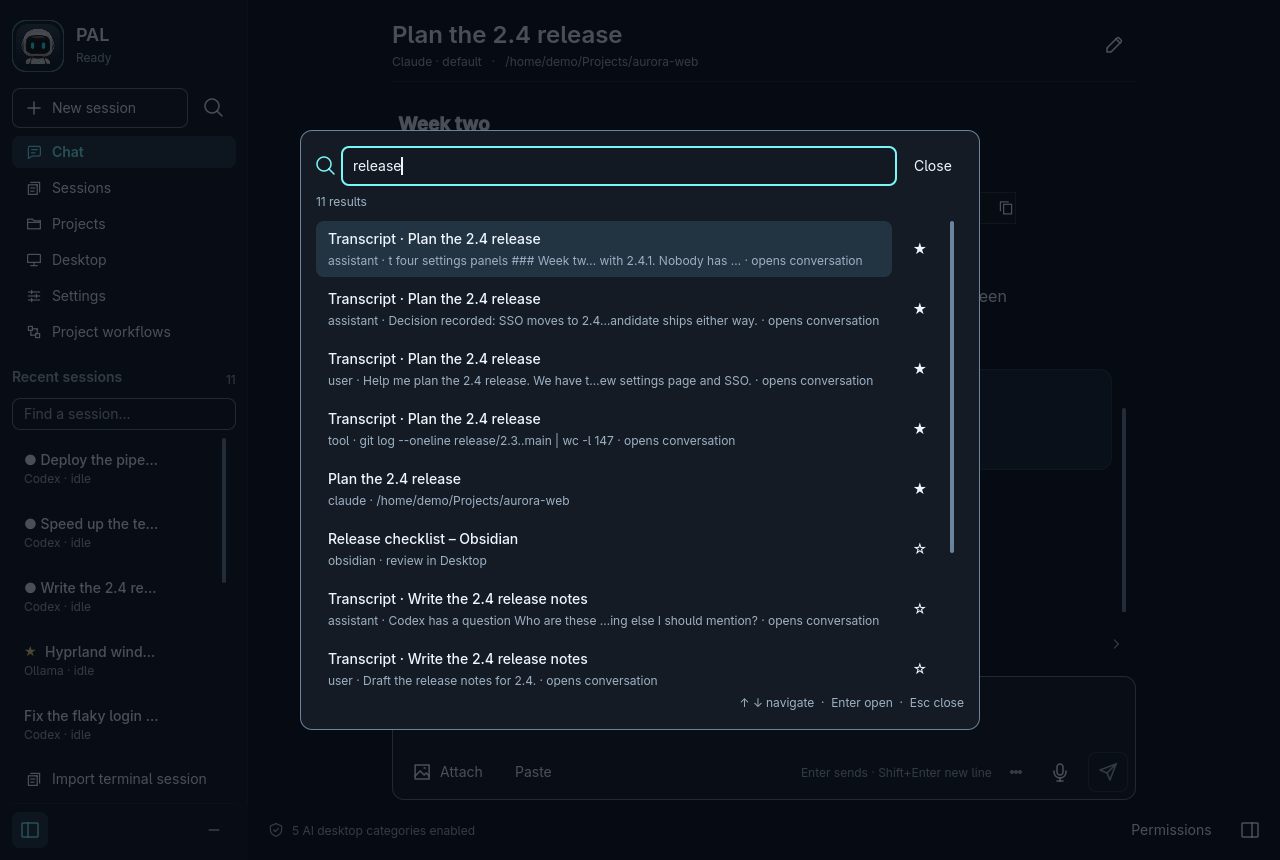 PAL
Ready
New session
Chat
Sessions
Projects
Desktop
Settings
Project workflows
Recent sessions 11
Find a session...
Deploy the pipe...
Codex · idle
Speed up the te...
Codex · idle
Write the 2.4 re...
Codex · idle
★ Hyprland wind...
Ollama · idle
Fix the flaky login ...
Codex · idle
Import terminal session
Plan the 2.4 release
Claude · default · /home/demo/Projects/aurora-web
Week two
release
Close
11 results
Transcript · Plan the 2.4 release
assistant · t four settings panels ### Week tw... with 2.4.1. Nobody has ... · opens conversation
Transcript · Plan the 2.4 release
assistant · Decision recorded: SSO moves to 2.4...andidate ships either way. · opens conversation
Transcript · Plan the 2.4 release
user · Help me plan the 2.4 release. We have t...ew settings page and SSO. · opens conversation
Transcript · Plan the 2.4 release
tool · git log --oneline release/2.3..main | wc -l 147 · opens conversation
Plan the 2.4 release
claude · /home/demo/Projects/aurora-web
Release checklist – Obsidian
obsidian · review in Desktop
Transcript · Write the 2.4 release notes
assistant · Codex has a question Who are these ...ing else I should mention? · opens conversation
Transcript · Write the 2.4 release notes
user · Draft the release notes for 2.4. · opens conversation
↑ ↓ navigate · Enter open · Esc close
een
Attach
Paste
Enter sends · Shift+Enter new line
5 AI desktop categories enabled
Permissions